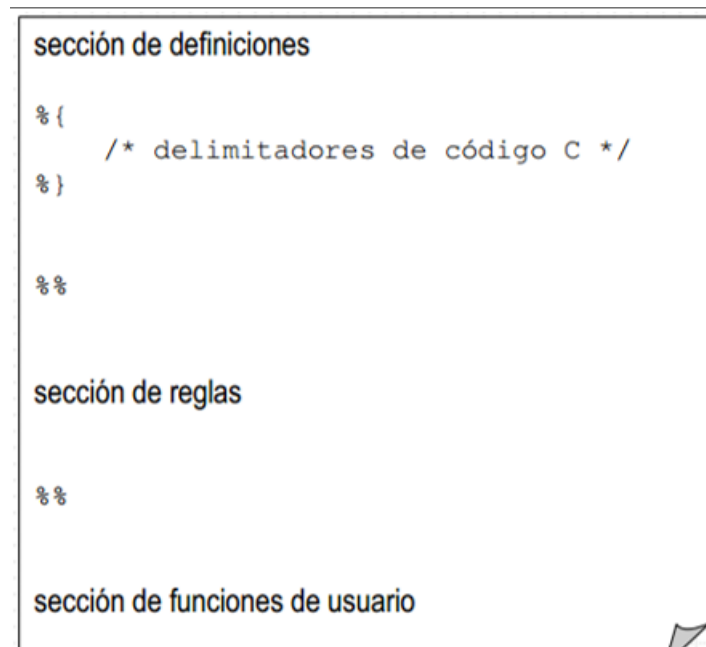 sección de definiciones
%{
/* delimitadores de código C */
%}
%%
sección de reglas
%%
sección de funciones de usuario